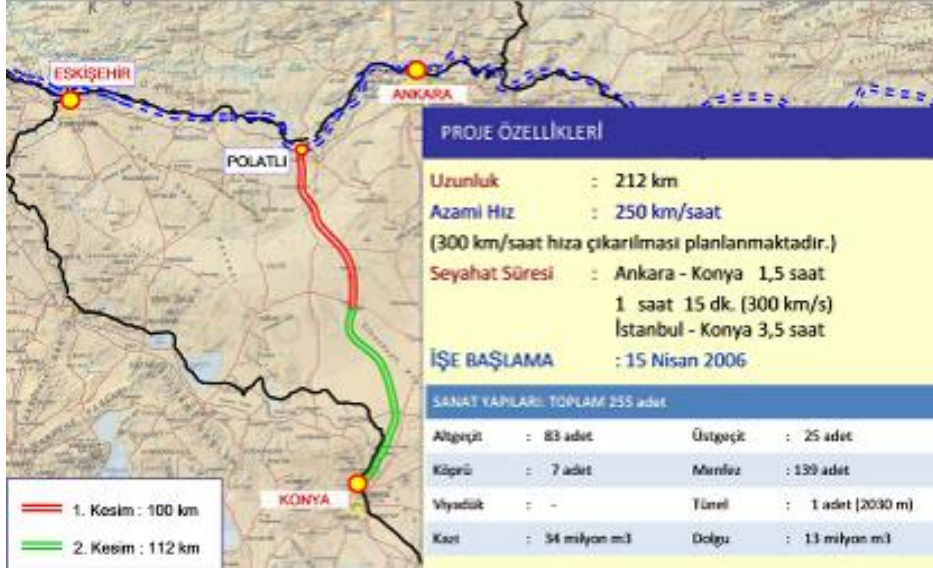 ESKİŞEHİR
ANKARA
POLATLI
KONYA
1. Kesim : 100 km
2. Kesim : 112 km
PROJE ÖZELLİKLERİ
Uzunluk : 212 km
Azami Hız : 250 km/saat
(300 km/saat hıza çıkarılması planlanmaktadır.)
Seyahat Süresi : Ankara - Konya 1,5 saat
1 saat 15 dk. (300 km/s)
İstanbul - Konya 3,5 saat
İŞE BAŞLAMA : 15 Nisan 2006
SANAT YAPILARI: TOPLAM 255 adet
Altgeçit : 83 adet Üstgeçit : 25 adet
Köprü : 7 adet Menfez : 139 adet
Viyadük : - Tünel : 1 adet (2030 m)
Kazı : 34 milyon m3 Dolgu : 13 milyon m3